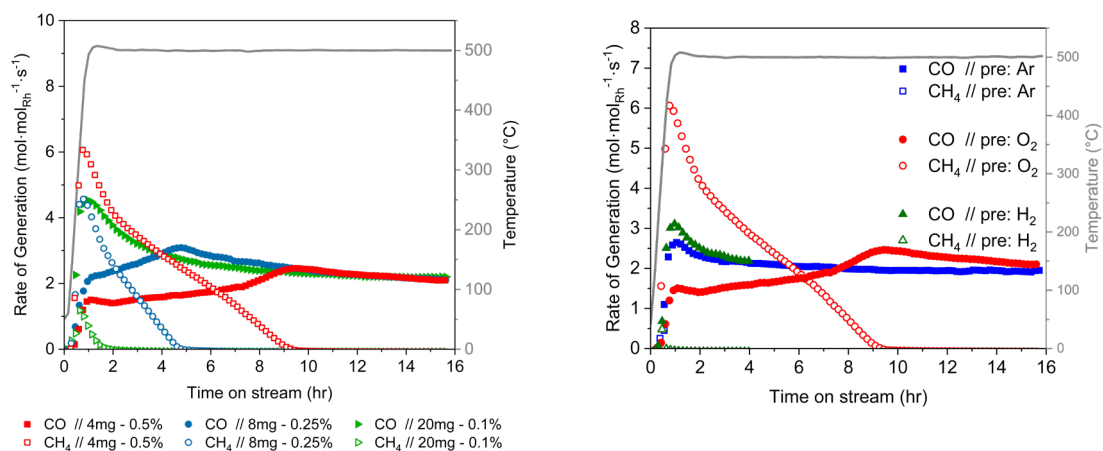 10
8
6
4
2
0
Rate of Generation (mol·mol_Rh^-1·s^-1)
500
400
300
200
100
0
Temperature (°C)
0 2 4 6 8 10 12 14 16
Time on stream (hr)
CO // 4mg - 0.5% CO // 8mg - 0.25% CO // 20mg - 0.1%
CH4 // 4mg - 0.5% CH4 // 8mg - 0.25% CH4 // 20mg - 0.1%
8
7
6
5
4
3
2
1
0
Rate of Generation (mol·mol_Rh^-1·s^-1)
CO // pre: Ar
CH4 // pre: Ar
CO // pre: O2
CH4 // pre: O2
CO // pre: H2
CH4 // pre: H2
500
400
300
200
100
0
Temperature (°C)
0 2 4 6 8 10 12 14 16
Time on stream (hr)